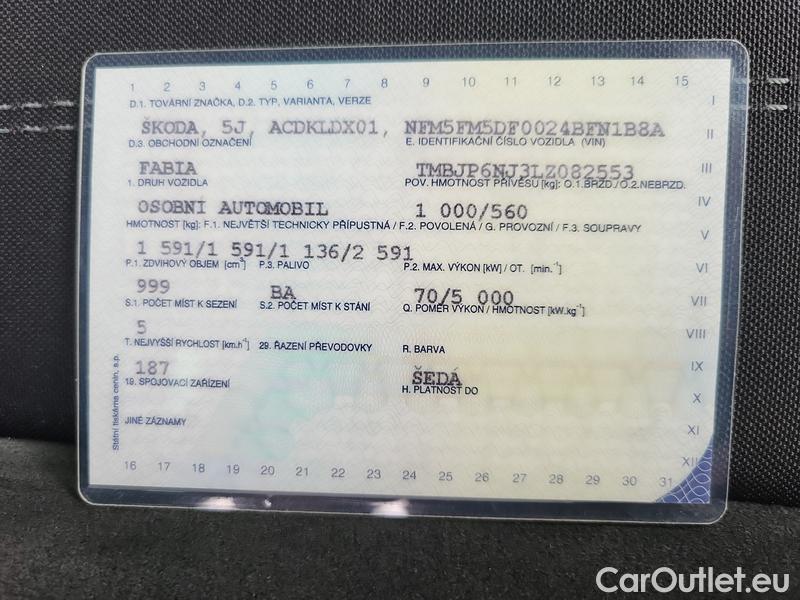 1 2 3 4 5 6 7 8 9 10 11 12 13 14 15
D.1. TOVÁRNÍ ZNAČKA, D.2. TYP, VARIANTA, VERZE
I
ŠKODA, 5J, ACDKLDX01, NFM5FM5DF0024BFN1B8A
II
D.3. OBCHODNÍ OZNAČENÍ E. IDENTIFIKAČNÍ ČÍSLO VOZIDLA (VIN)
FABIA TMBJP6NJ3LZ082553
III
1. DRUH VOZIDLA POV. HMOTNOST PŘÍVĚSU [kg]: O.1.BRZD./O.2.NEBRZD.
OSOBNÍ AUTOMOBIL 1 000/560
IV
HMOTNOST [kg]: F.1. NEJVĚTŠÍ TECHNICKY PŘÍPUSTNÁ / F.2. POVOLENÁ / G. PROVOZNÍ / F.3. SOUPRAVY
V
1 591/1 591/1 136/2 591
P.1. ZDVIHOVÝ OBJEM [cm³] P.3. PALIVO P.2. MAX. VÝKON [kW] / OT. [min.⁻¹]
VI
999 BA 70/5 000
VII
S.1. POČET MÍST K SEZENÍ S.2. POČET MÍST K STÁNÍ Q. POMĚR VÝKON / HMOTNOST [kW.kg⁻¹]
5
VIII
T. NEJVYŠŠÍ RYCHLOST [km.h⁻¹] 29. ŘAZENÍ PŘEVODOVKY R. BARVA
187 ŠEDÁ
IX
19. SPOJOVACÍ ZAŘÍZENÍ H. PLATNOST DO
X
JINÉ ZÁZNAMY
XI
XII
Státní tiskárna cenin, s.p.
16 17 18 19 20 21 22 23 24 25 26 27 28 29 30 31
CarOutlet.eu